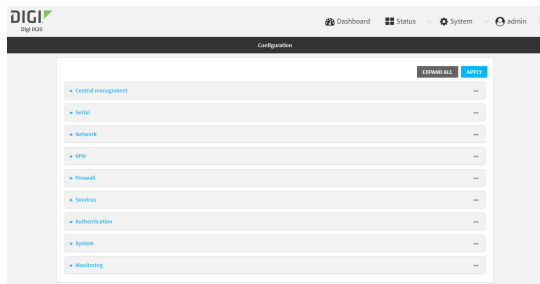 DIGI
Digi IX20
Dashboard
Status
System
admin
Configuration
EXPAND ALL
APPLY
Central management
Serial
Network
VPN
Firewall
Services
Authentication
System
Monitoring